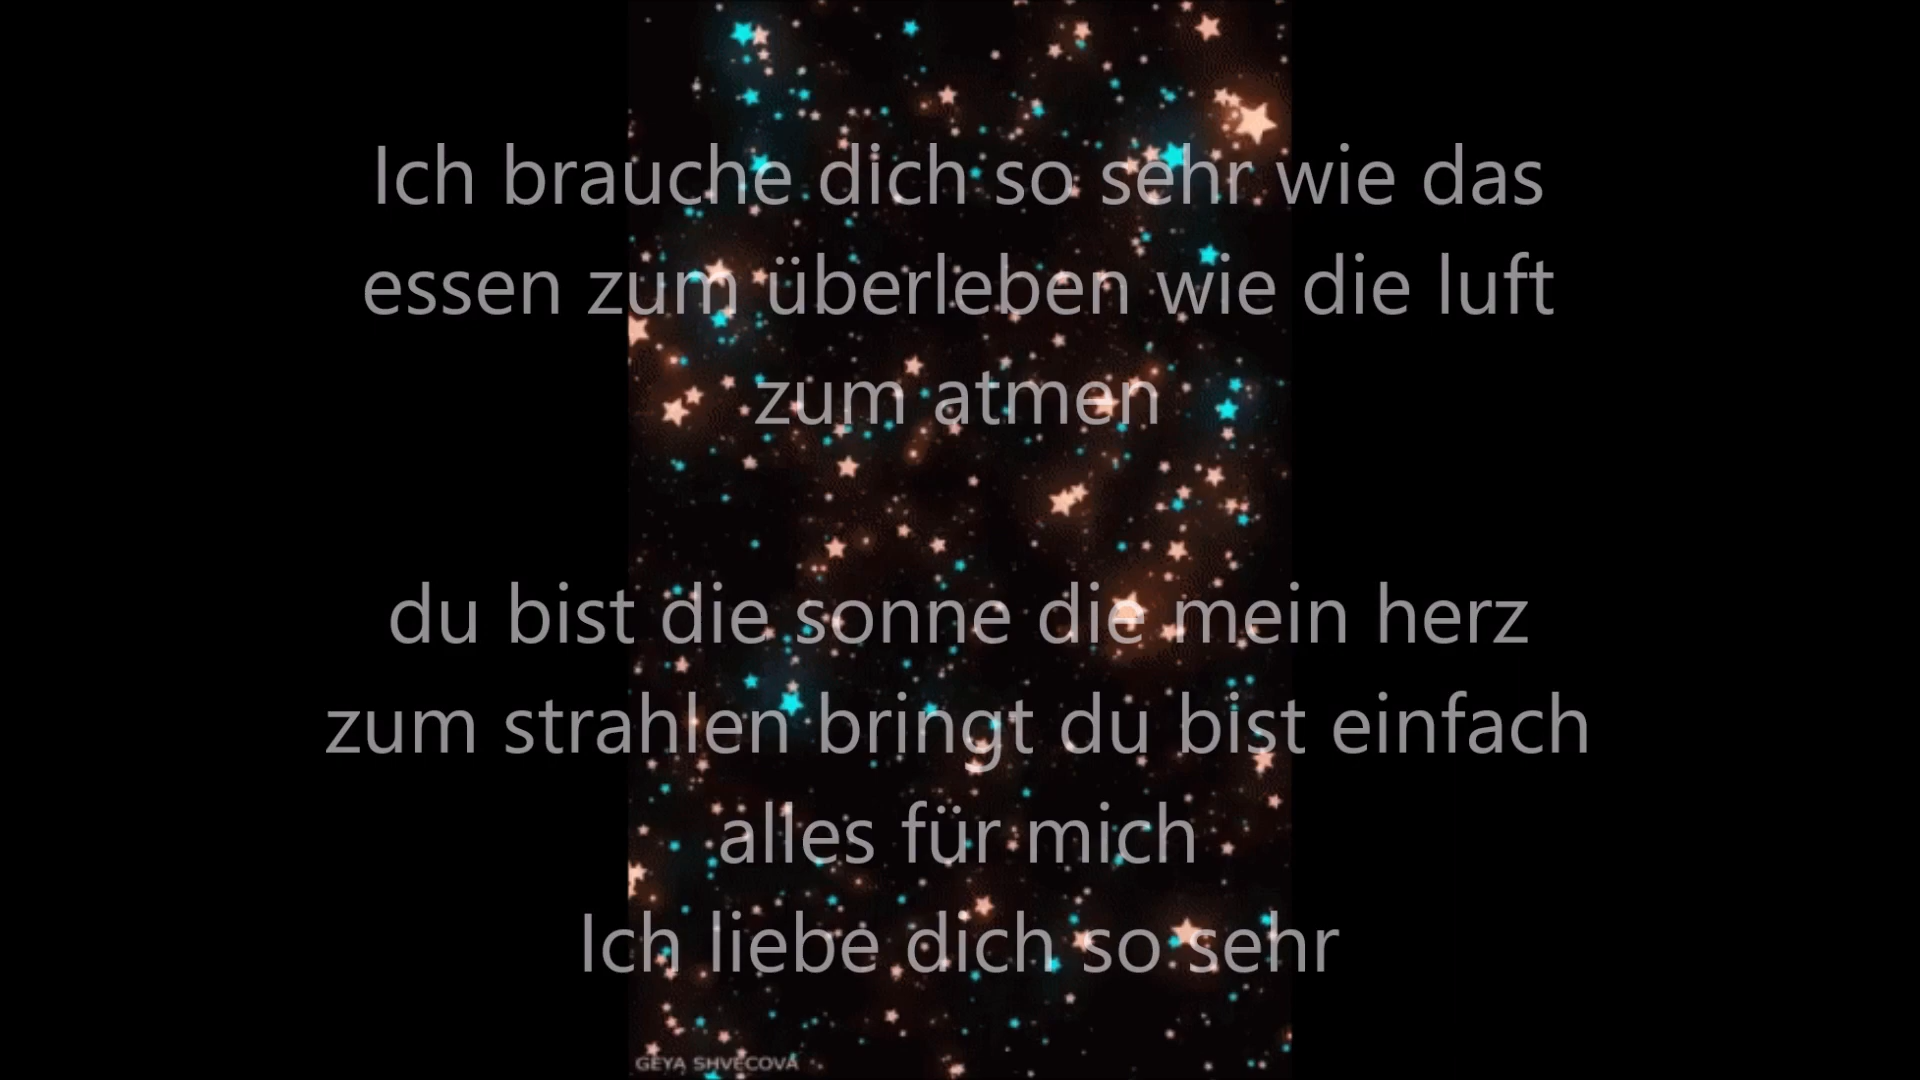 Ich brauche dich so sehr wie das
essen zum überleben wie die luft
zum atmen
du bist die sonne die mein herz
zum strahlen bringt du bist einfach
alles für mich
Ich liebe dich so sehr
GEYA SHVECOVA